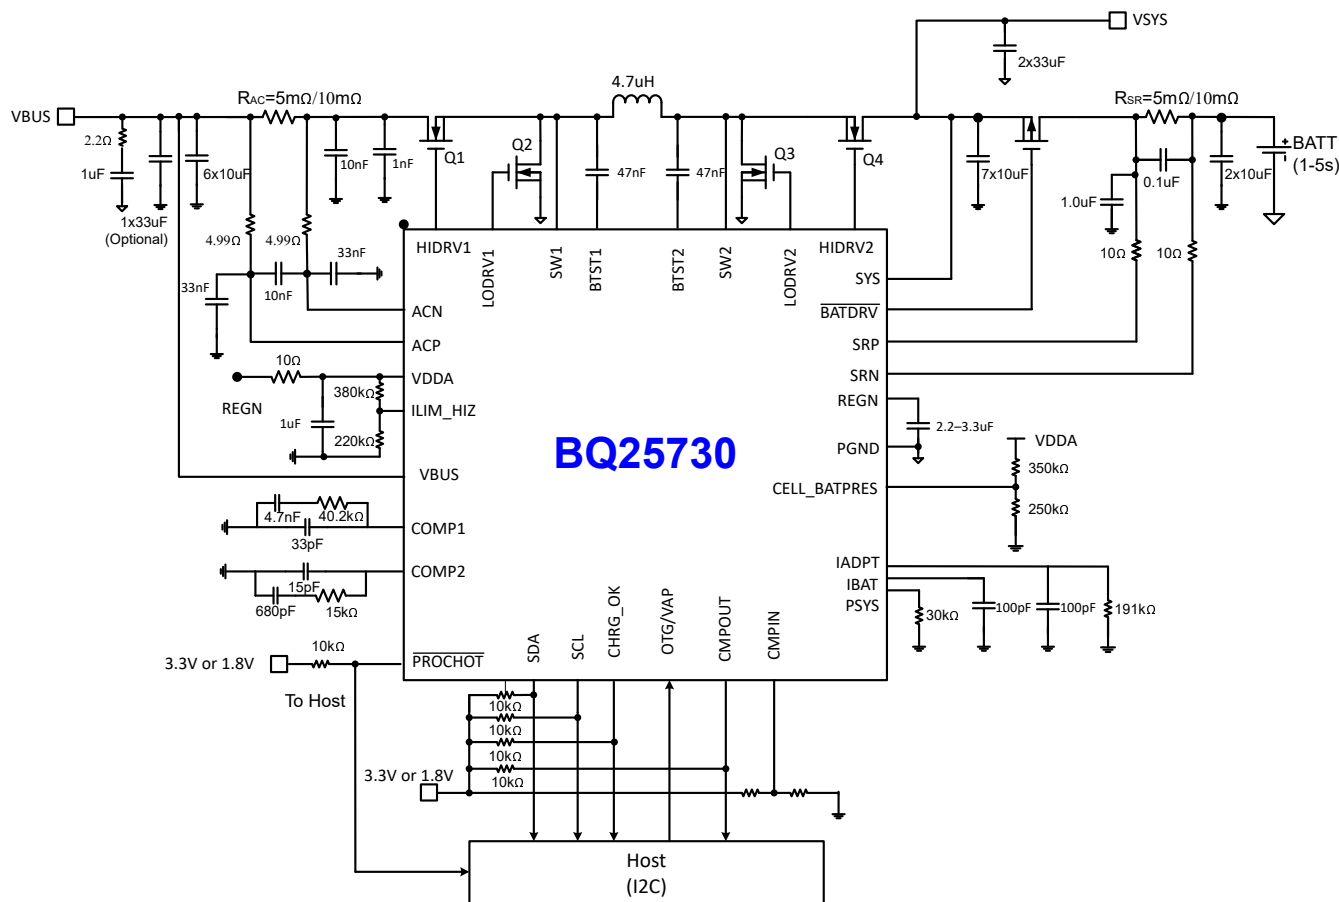 VSYS
2x33uF
4.7uH
VBUS
RAC=5mΩ/10mΩ
RSR=5mΩ/10mΩ
2.2Ω
1uF
1x33uF
(Optional)
6x10uF
10nF
1nF
Q1
Q2
47nF
47nF
Q3
Q4
7x10uF
1.0uF
0.1uF
2x10uF
+
-
BATT
(1-5s)
4.99Ω
4.99Ω
33nF
10nF
33nF
10Ω
10Ω
HIDRV1
LODRV1
SW1
BTST1
BTST2
SW2
LODRV2
HIDRV2
SYS
BATDRV
SRP
SRN
REGN
PGND
CELL_BATPRES
IADPT
IBAT
PSYS
ACN
ACP
VDDA
ILIM_HIZ
VBUS
COMP1
COMP2
PROCHOT
BQ25730
10Ω
REGN
380kΩ
1uF
220kΩ
2.2–3.3uF
VDDA
350kΩ
250kΩ
4.7nF
40.2kΩ
33pF
15pF
680pF
15kΩ
30kΩ
100pF
100pF
191kΩ
SDA
SCL
CHRG_OK
OTG/VAP
CMPOUT
CMPIN
10kΩ
3.3V or 1.8V
To Host
10kΩ
10kΩ
10kΩ
10kΩ
3.3V or 1.8V
Host
(I2C)